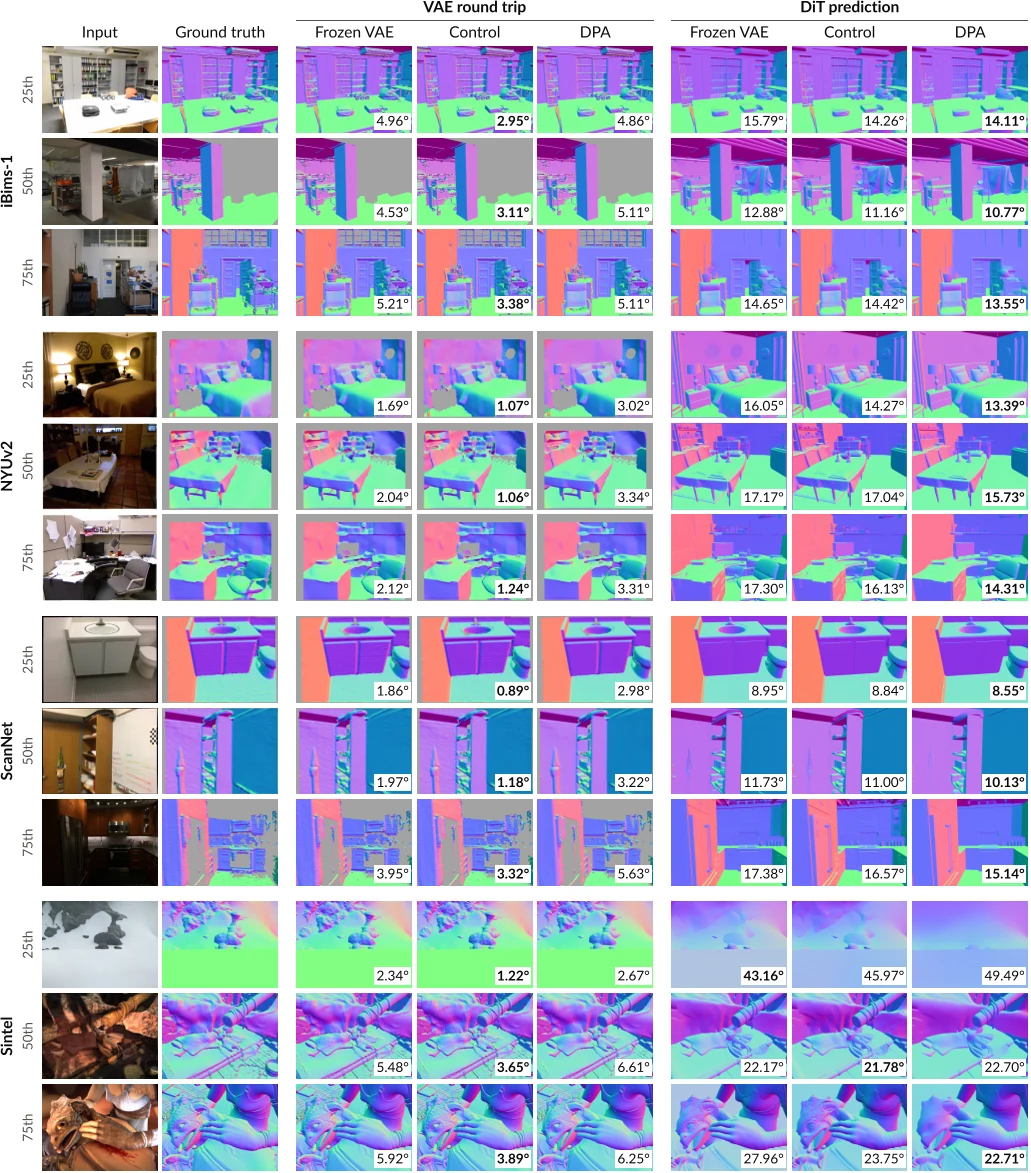 VAE round trip DiT prediction
Input Ground truth Frozen VAE Control DPA Frozen VAE Control DPA
iBims-1
25th 4.96° 2.95° 4.86° 15.79° 14.26° 14.11°
50th 4.53° 3.11° 5.11° 12.88° 11.16° 10.77°
75th 5.21° 3.38° 5.11° 14.65° 14.42° 13.55°
NYUv2
25th 1.69° 1.07° 3.02° 16.05° 14.27° 13.39°
50th 2.04° 1.06° 3.34° 17.17° 17.04° 15.73°
75th 2.12° 1.24° 3.31° 17.30° 16.13° 14.31°
ScanNet
25th 1.86° 0.89° 2.98° 8.95° 8.84° 8.55°
50th 1.97° 1.18° 3.22° 11.73° 11.00° 10.13°
75th 3.95° 3.32° 5.63° 17.38° 16.57° 15.14°
Sintel
25th 2.34° 1.22° 2.67° 43.16° 45.97° 49.49°
50th 5.48° 3.65° 6.61° 22.17° 21.78° 22.70°
75th 5.92° 3.89° 6.25° 27.96° 23.75° 22.71°